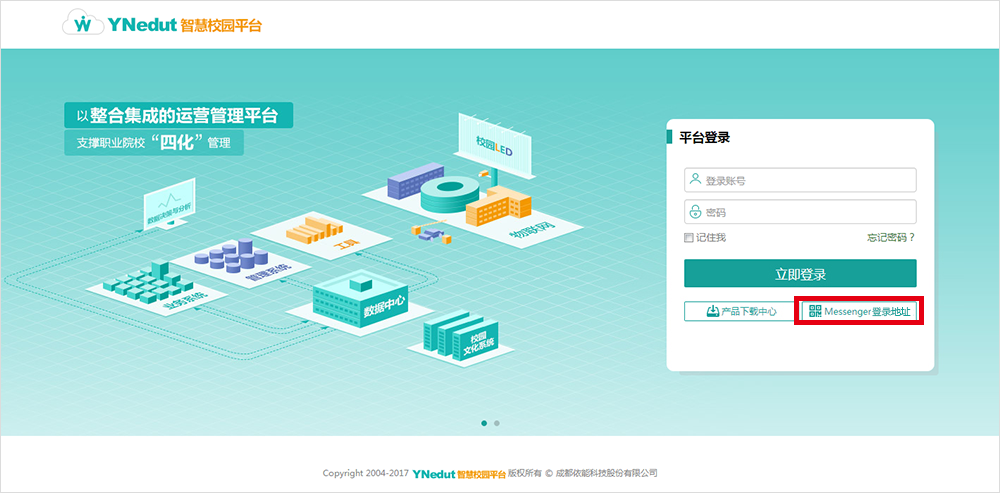 YNedut 智慧校园平台
以整合集成的运营管理平台
支撑职业院校“四化”管理
校园LED
数据决策与分析
物联网
工具
管理系统
业务系统
数据中心
校园
文化系统
平台登录
登录账号
密码
记住我 忘记密码？
立即登录
产品下载中心 Messenger登录地址
Copyright 2004-2017 YNedut 智慧校园平台 版权所有 © 成都依能科技股份有限公司